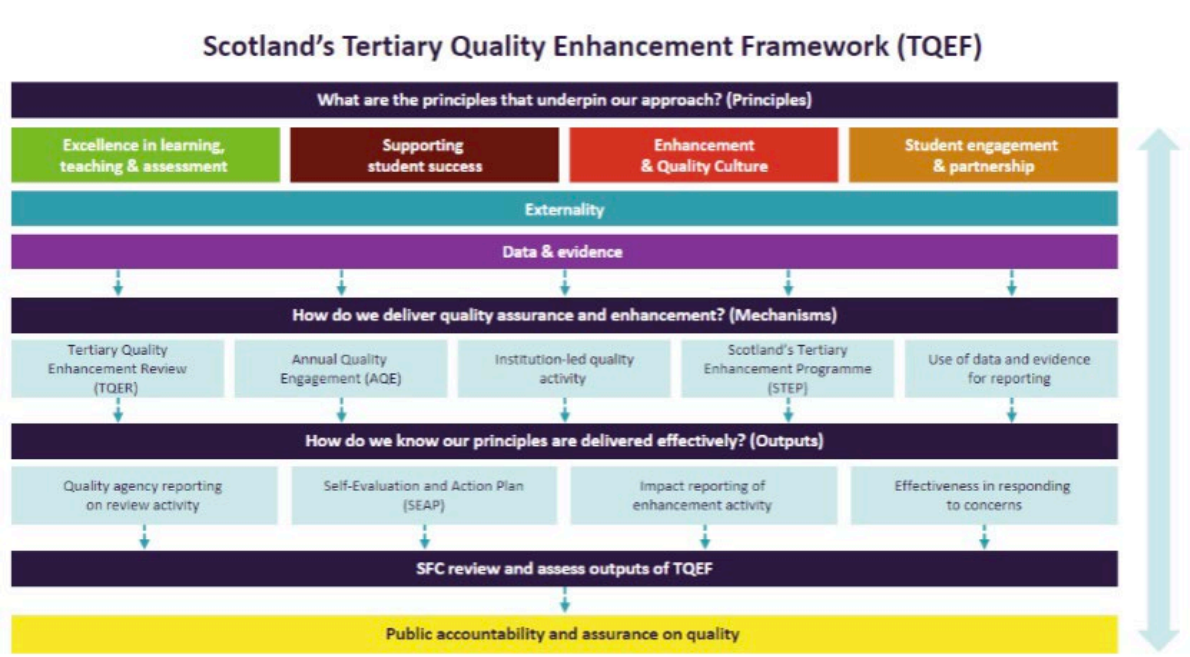 Scotland’s Tertiary Quality Enhancement Framework (TQEF)
What are the principles that underpin our approach? (Principles)
Excellence in learning,
teaching & assessment
Supporting
student success
Enhancement
& Quality Culture
Student engagement
& partnership
Externality
Data & evidence
How do we deliver quality assurance and enhancement? (Mechanisms)
Tertiary Quality
Enhancement Review
(TQER)
Annual Quality
Engagement (AQE)
Institution-led quality
activity
Scotland’s Tertiary
Enhancement Programme
(STEP)
Use of data and evidence
for reporting
How do we know our principles are delivered effectively? (Outputs)
Quality agency reporting
on review activity
Self-Evaluation and Action Plan
(SEAP)
Impact reporting of
enhancement activity
Effectiveness in responding
to concerns
SFC review and assess outputs of TQEF
Public accountability and assurance on quality